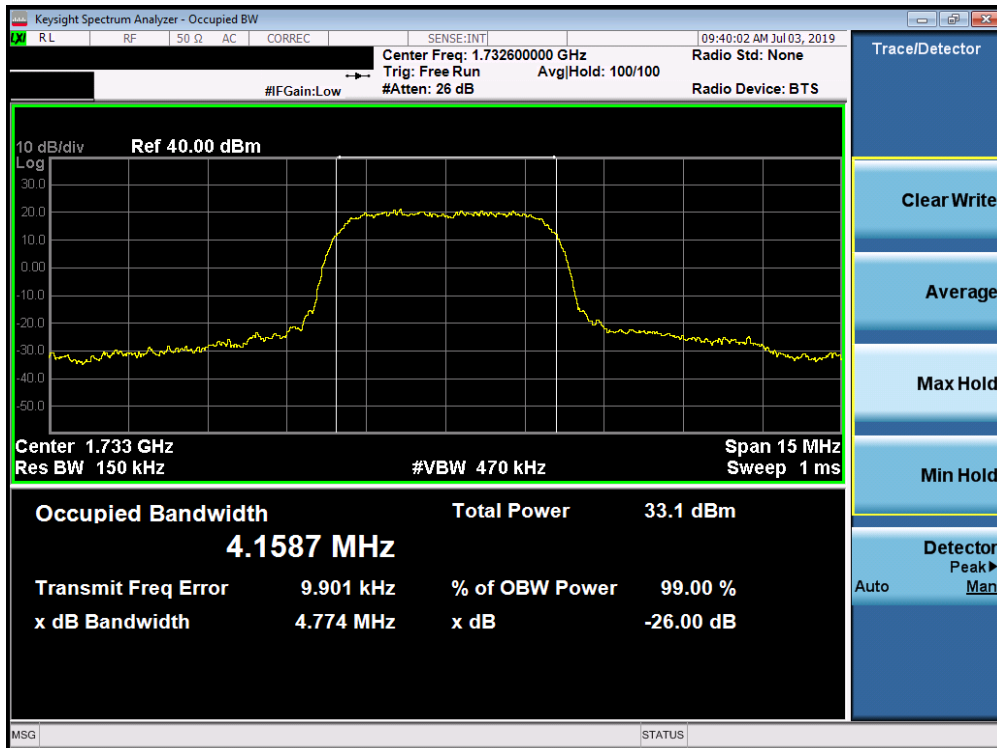 Keysight Spectrum Analyzer - Occupied BW
LXI RL RF 50 Ω AC CORREC SENSE:INT 09:40:02 AM Jul 03, 2019
Center Freq: 1.732600000 GHz Radio Std: None
Trig: Free Run Avg|Hold: 100/100
#IFGain:Low #Atten: 26 dB Radio Device: BTS
Trace/Detector
10 dB/div Ref 40.00 dBm
Log
30.0
20.0
10.0
0.00
-10.0
-20.0
-30.0
-40.0
-50.0
Center 1.733 GHz Span 15 MHz
Res BW 150 kHz #VBW 470 kHz Sweep 1 ms
Occupied Bandwidth Total Power 33.1 dBm
4.1587 MHz
Transmit Freq Error 9.901 kHz % of OBW Power 99.00 %
x dB Bandwidth 4.774 MHz x dB -26.00 dB
Clear Write
Average
Max Hold
Min Hold
Detector
Peak▶
Auto Man
MSG STATUS